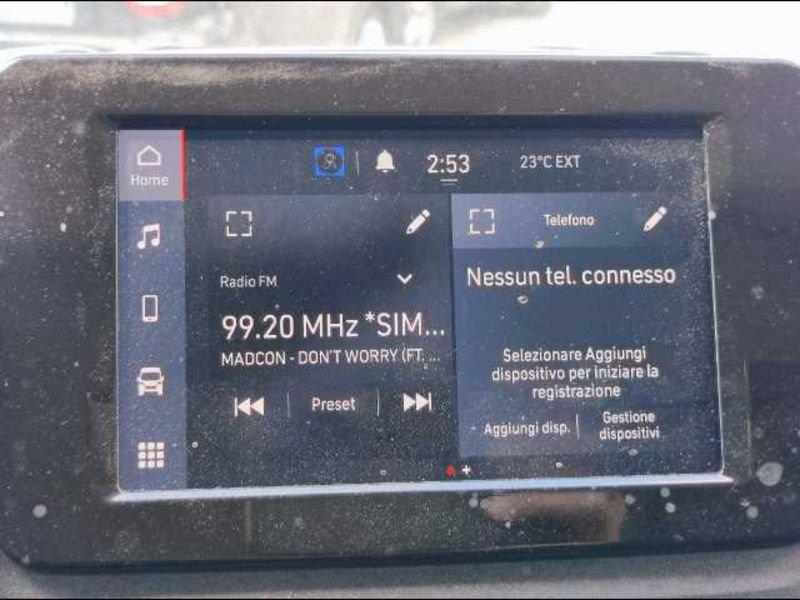 Home
2:53
23°C EXT
Radio FM
99.20 MHz *SIM...
MADCON - DON'T WORRY (FT. ...
Preset
Telefono
Nessun tel. connesso
Selezionare Aggiungi
dispositivo per iniziare la
registrazione
Aggiungi disp.
Gestione
dispositivi